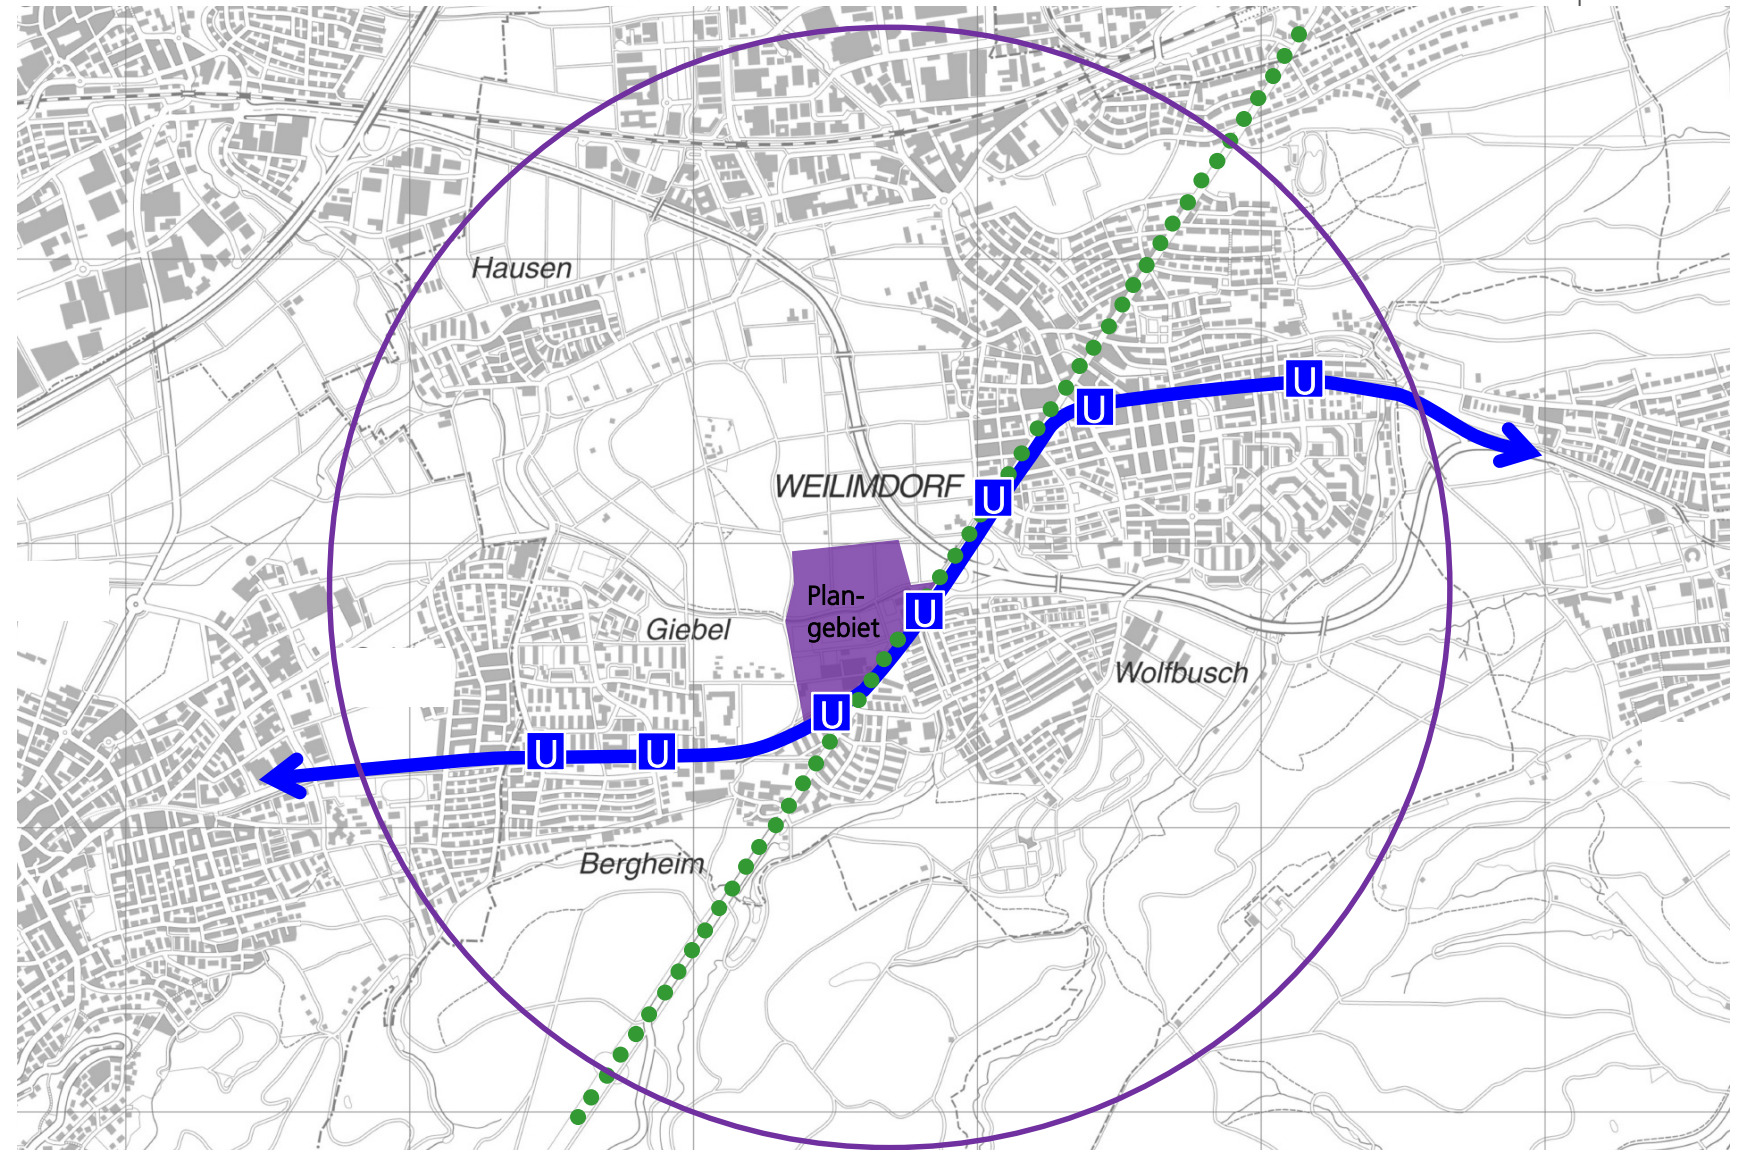 Hausen
U
U
WEILIMDORF
U
Plan-
gebiet
U
Giebel
Wolfbusch
U
U
U
Bergheim